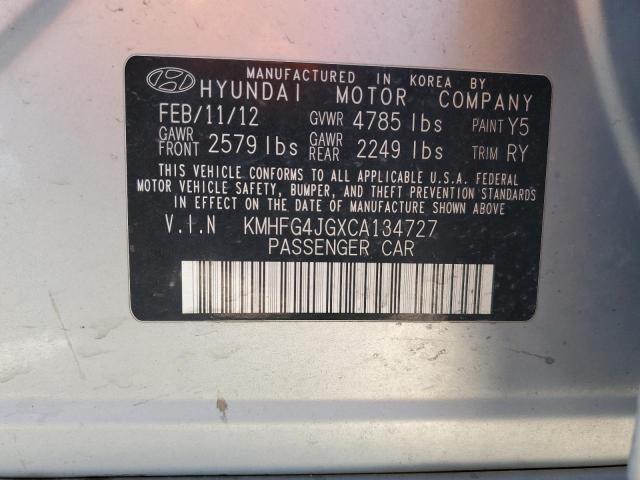 MANUFACTURED IN KOREA BY
HYUNDAI MOTOR COMPANY
FEB/11/12 GVWR 4785 lbs PAINT Y5
GAWR FRONT 2579 lbs GAWR REAR 2249 lbs TRIM RY
THIS VEHICLE CONFORMS TO ALL APPLICABLE U.S.A. FEDERAL
MOTOR VEHICLE SAFETY, BUMPER, AND THEFT PREVENTION STANDARDS
IN EFFECT ON THE DATE OF MANUFACTURE SHOWN ABOVE.
V.I.N KMHFG4JGXCA134727
PASSENGER CAR